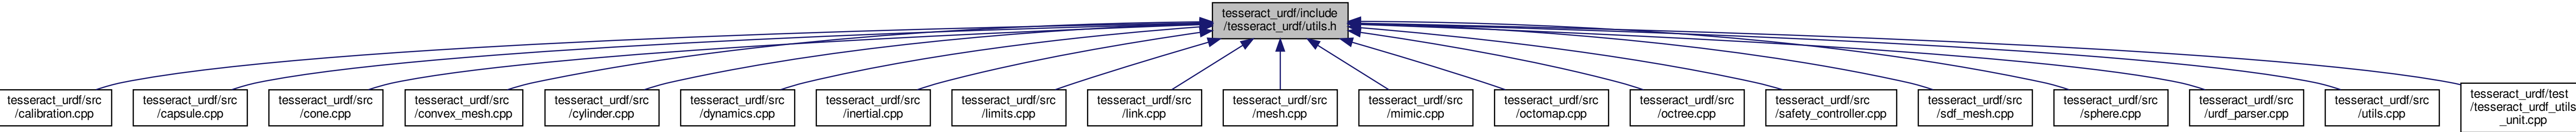 tesseract_urdf/include
/tesseract_urdf/utils.h
tesseract_urdf/src
/calibration.cpp
tesseract_urdf/src
/capsule.cpp
tesseract_urdf/src
/cone.cpp
tesseract_urdf/src
/convex_mesh.cpp
tesseract_urdf/src
/cylinder.cpp
tesseract_urdf/src
/dynamics.cpp
tesseract_urdf/src
/inertial.cpp
tesseract_urdf/src
/limits.cpp
tesseract_urdf/src
/link.cpp
tesseract_urdf/src
/mesh.cpp
tesseract_urdf/src
/mimic.cpp
tesseract_urdf/src
/octomap.cpp
tesseract_urdf/src
/octree.cpp
tesseract_urdf/src
/safety_controller.cpp
tesseract_urdf/src
/sdf_mesh.cpp
tesseract_urdf/src
/sphere.cpp
tesseract_urdf/src
/urdf_parser.cpp
tesseract_urdf/src
/utils.cpp
tesseract_urdf/test
/tesseract_urdf_utils
_unit.cpp